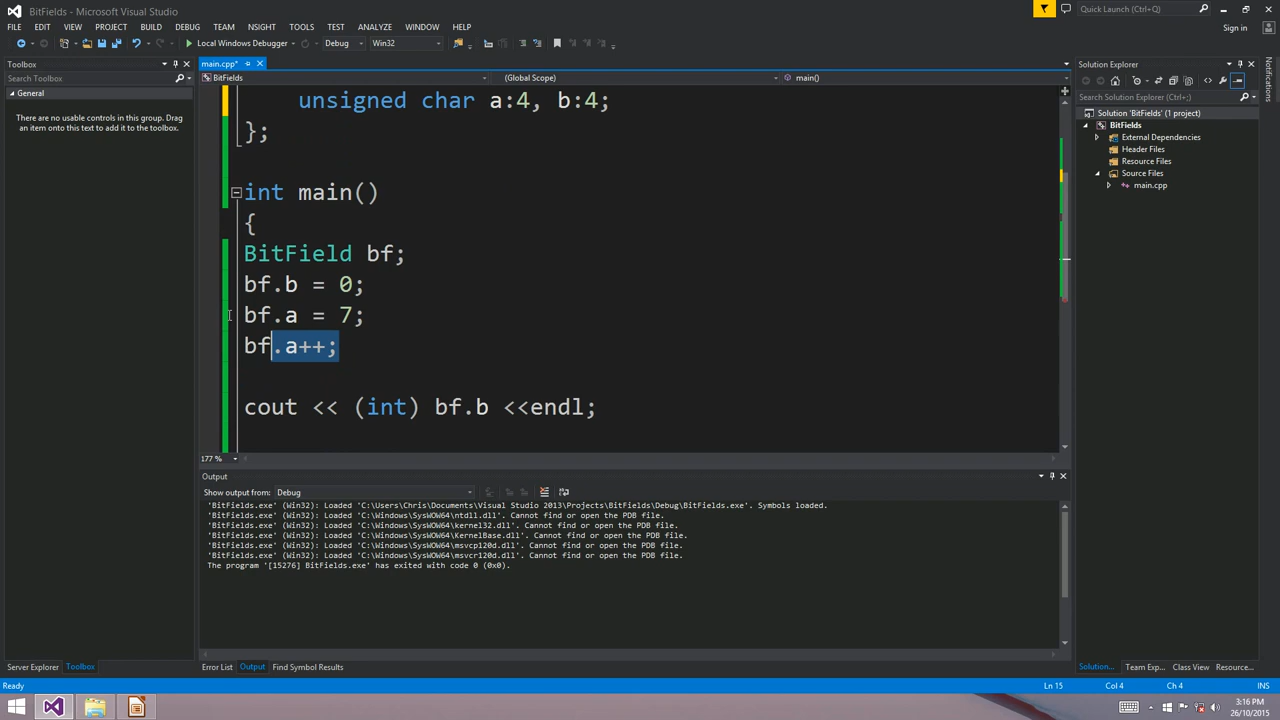 BitFields - Microsoft Visual Studio
Quick Launch (Ctrl+Q)
FILE EDIT VIEW PROJECT BUILD DEBUG TEAM NSIGHT TOOLS TEST ANALYZE WINDOW HELP
Sign in
Local Windows Debugger Debug Win32
Toolbox
main.cpp*
Solution Explorer
Notifications
Search Toolbox
BitFields (Global Scope) main()
General
There are no usable controls in this group. Drag
an item onto this text to add it to the toolbox.
Search Solution Explorer (Ctrl+;)
Solution 'BitFields' (1 project)
BitFields
External Dependencies
Header Files
Resource Files
Source Files
main.cpp
unsigned char a:4, b:4;
};
int main()
{
BitField bf;
bf.b = 0;
bf.a = 7;
bf.a++;
cout << (int) bf.b <<endl;
177 %
Output
Show output from: Debug
'BitFields.exe' (Win32): Loaded 'C:\Users\Chris\Documents\Visual Studio 2013\Projects\BitFields\Debug\BitFields.exe'. Symbols loaded.
'BitFields.exe' (Win32): Loaded 'C:\Windows\SysWOW64\ntdll.dll'. Cannot find or open the PDB file.
'BitFields.exe' (Win32): Loaded 'C:\Windows\SysWOW64\kernel32.dll'. Cannot find or open the PDB file.
'BitFields.exe' (Win32): Loaded 'C:\Windows\SysWOW64\KernelBase.dll'. Cannot find or open the PDB file.
'BitFields.exe' (Win32): Loaded 'C:\Windows\SysWOW64\msvcp120d.dll'. Cannot find or open the PDB file.
'BitFields.exe' (Win32): Loaded 'C:\Windows\SysWOW64\msvcr120d.dll'. Cannot find or open the PDB file.
The program '[15276] BitFields.exe' has exited with code 0 (0x0).
Server Explorer Toolbox
Error List Output Find Symbol Results
Solution... Team Exp... Class View Resource...
Ready
Ln 15 Col 4 Ch 4 INS
3:16 PM
26/10/2015